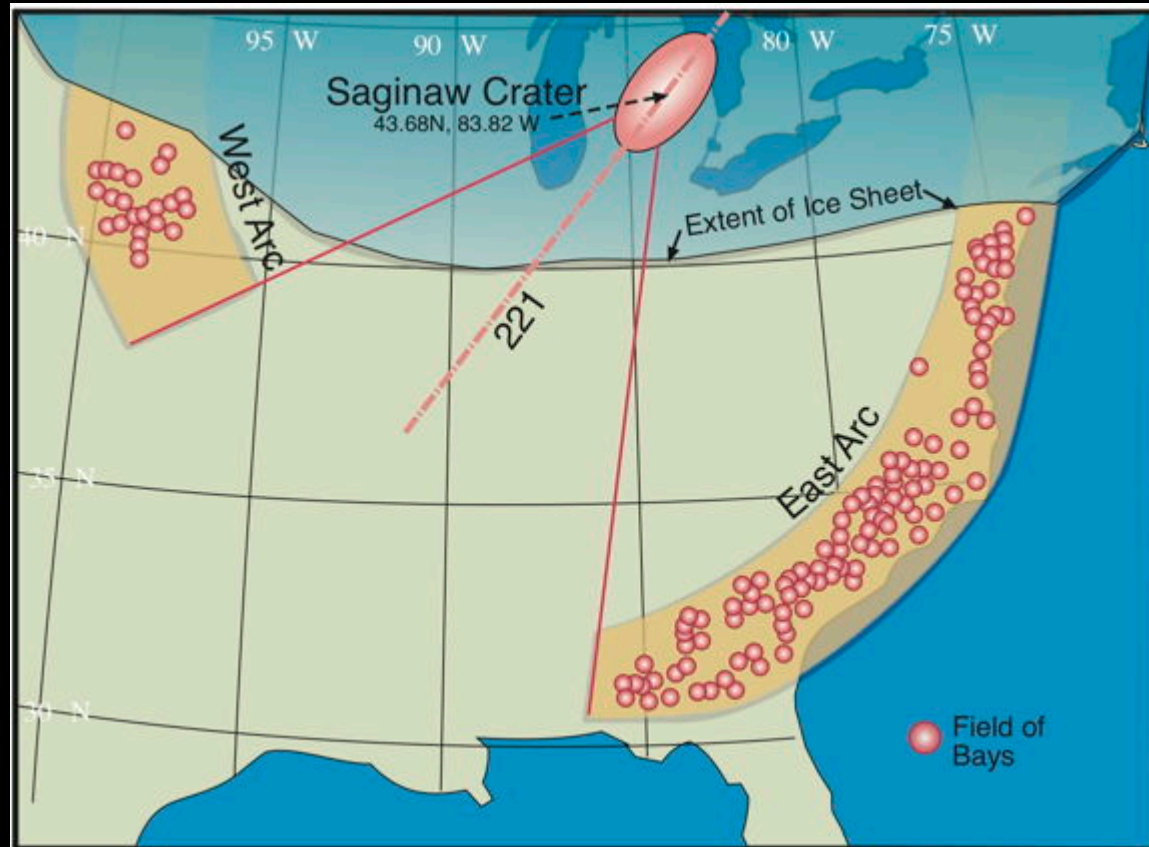 95 W
90 W
80 W
75 W
Saginaw Crater
43.68N, 83.82 W
West Arc
Extent of Ice Sheet
40 N
221
East Arc
35 N
30 N
Field of
Bays